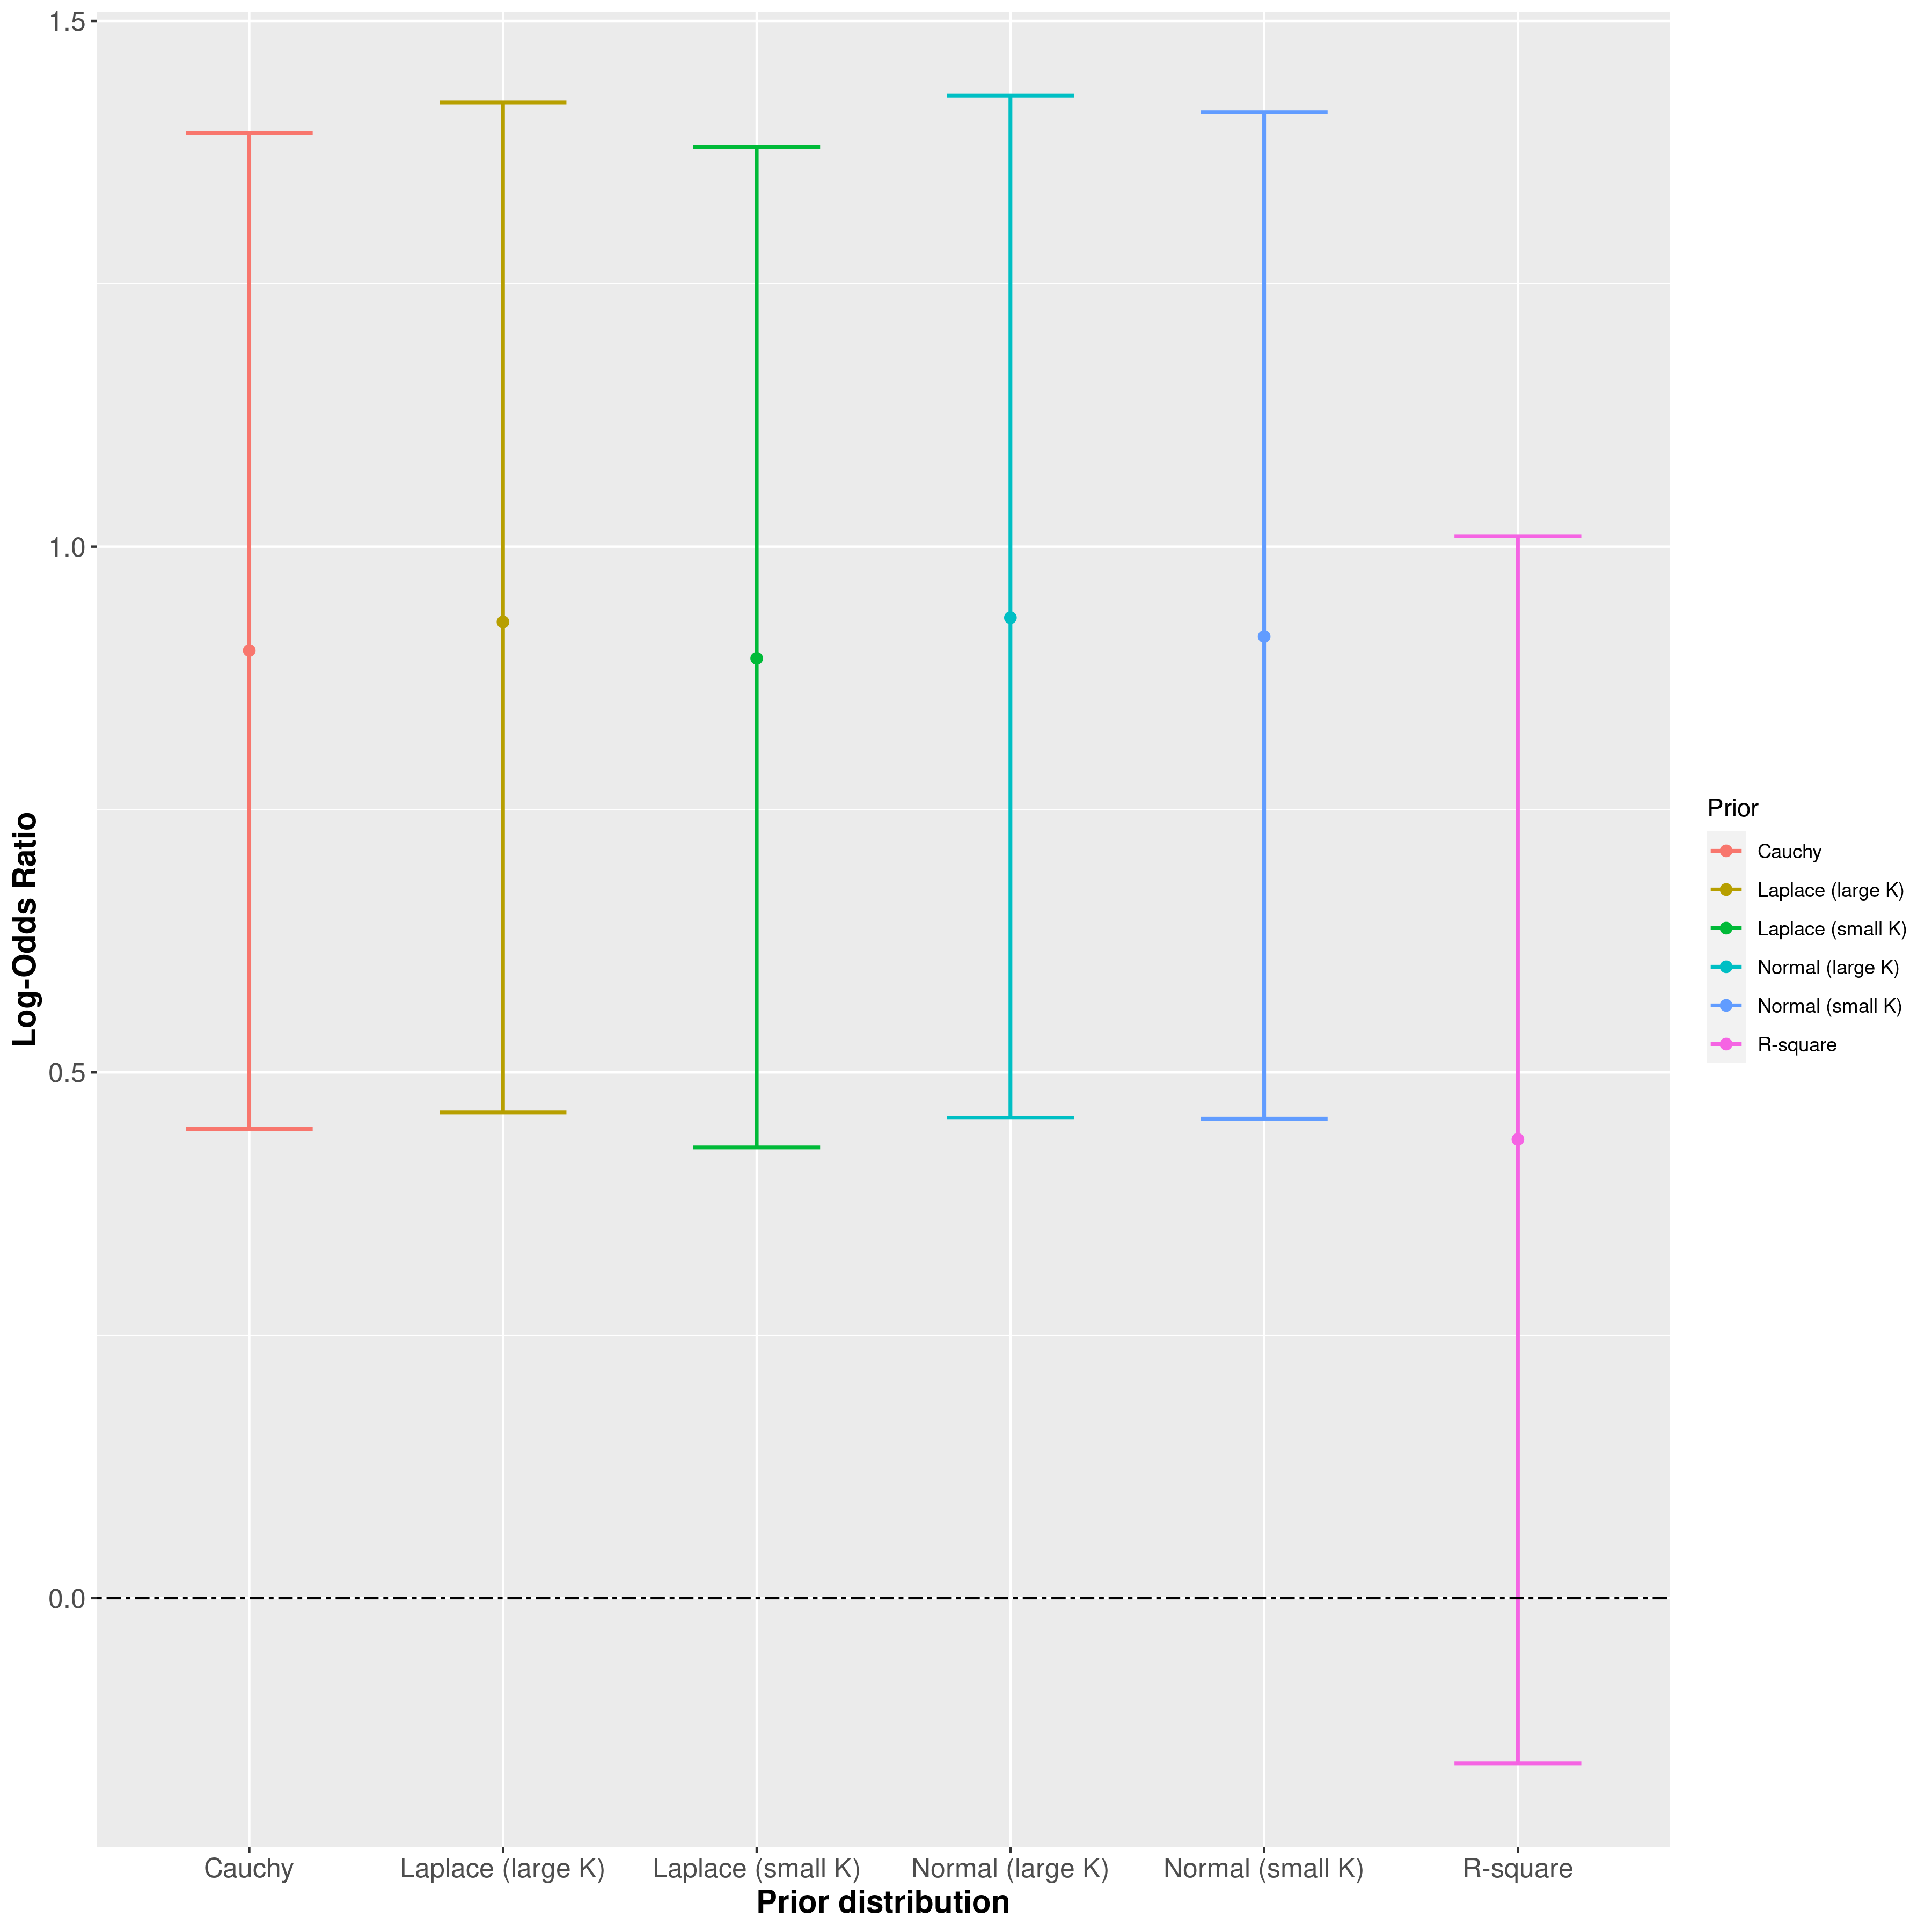 1.5
1.0
0.5
0.0
Log-Odds Ratio
Cauchy
Laplace (large K)
Laplace (small K)
Normal (large K)
Normal (small K)
R-square
Prior distribution
Prior
Cauchy
Laplace (large K)
Laplace (small K)
Normal (large K)
Normal (small K)
R-square